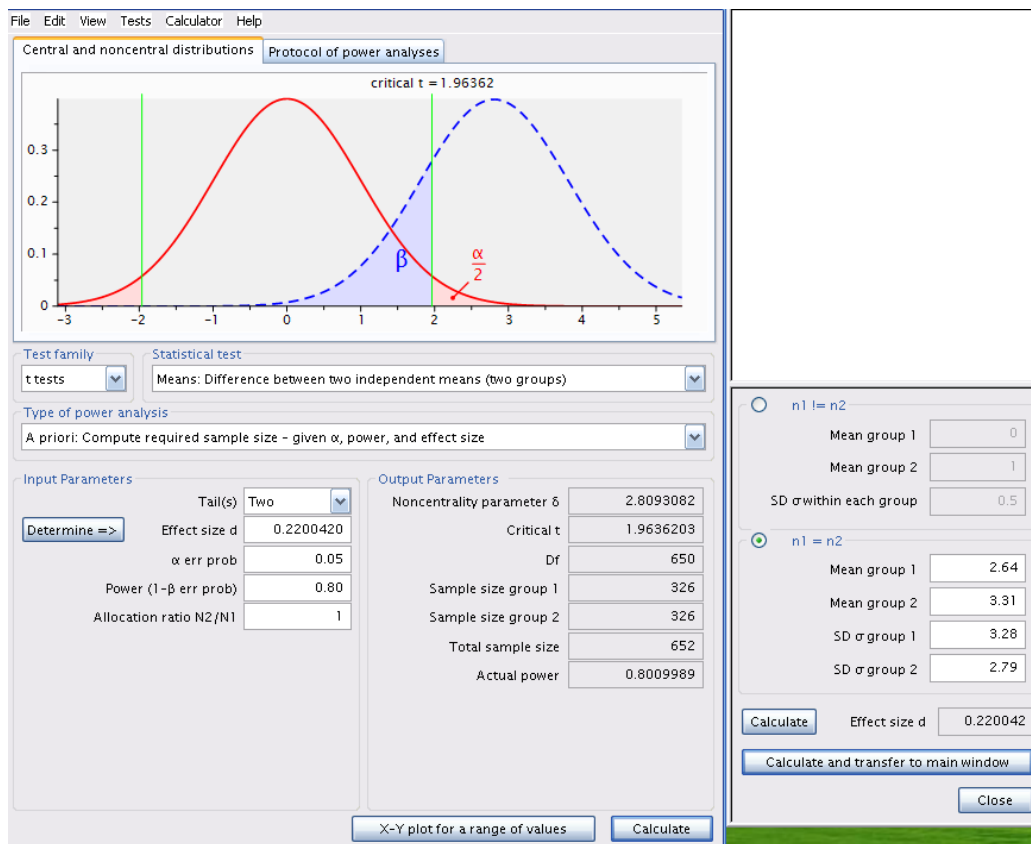 File Edit View Tests Calculator Help
Central and noncentral distributions Protocol of power analyses
critical t = 1.96362
0.3
0.2
0.1
0
β
α
2
-3 -2 -1 0 1 2 3 4 5
Test family
t tests
Statistical test
Means: Difference between two independent means (two groups)
Type of power analysis
A priori: Compute required sample size – given α, power, and effect size
Input Parameters
Tail(s) Two
Determine => Effect size d 0.2200420
α err prob 0.05
Power (1-β err prob) 0.80
Allocation ratio N2/N1 1
Output Parameters
Noncentrality parameter δ 2.8093082
Critical t 1.9636203
Df 650
Sample size group 1 326
Sample size group 2 326
Total sample size 652
Actual power 0.8009989
X-Y plot for a range of values Calculate
n1 != n2
Mean group 1 0
Mean group 2 1
SD σ within each group 0.5
n1 = n2
Mean group 1 2.64
Mean group 2 3.31
SD σ group 1 3.28
SD σ group 2 2.79
Calculate Effect size d 0.220042
Calculate and transfer to main window
Close